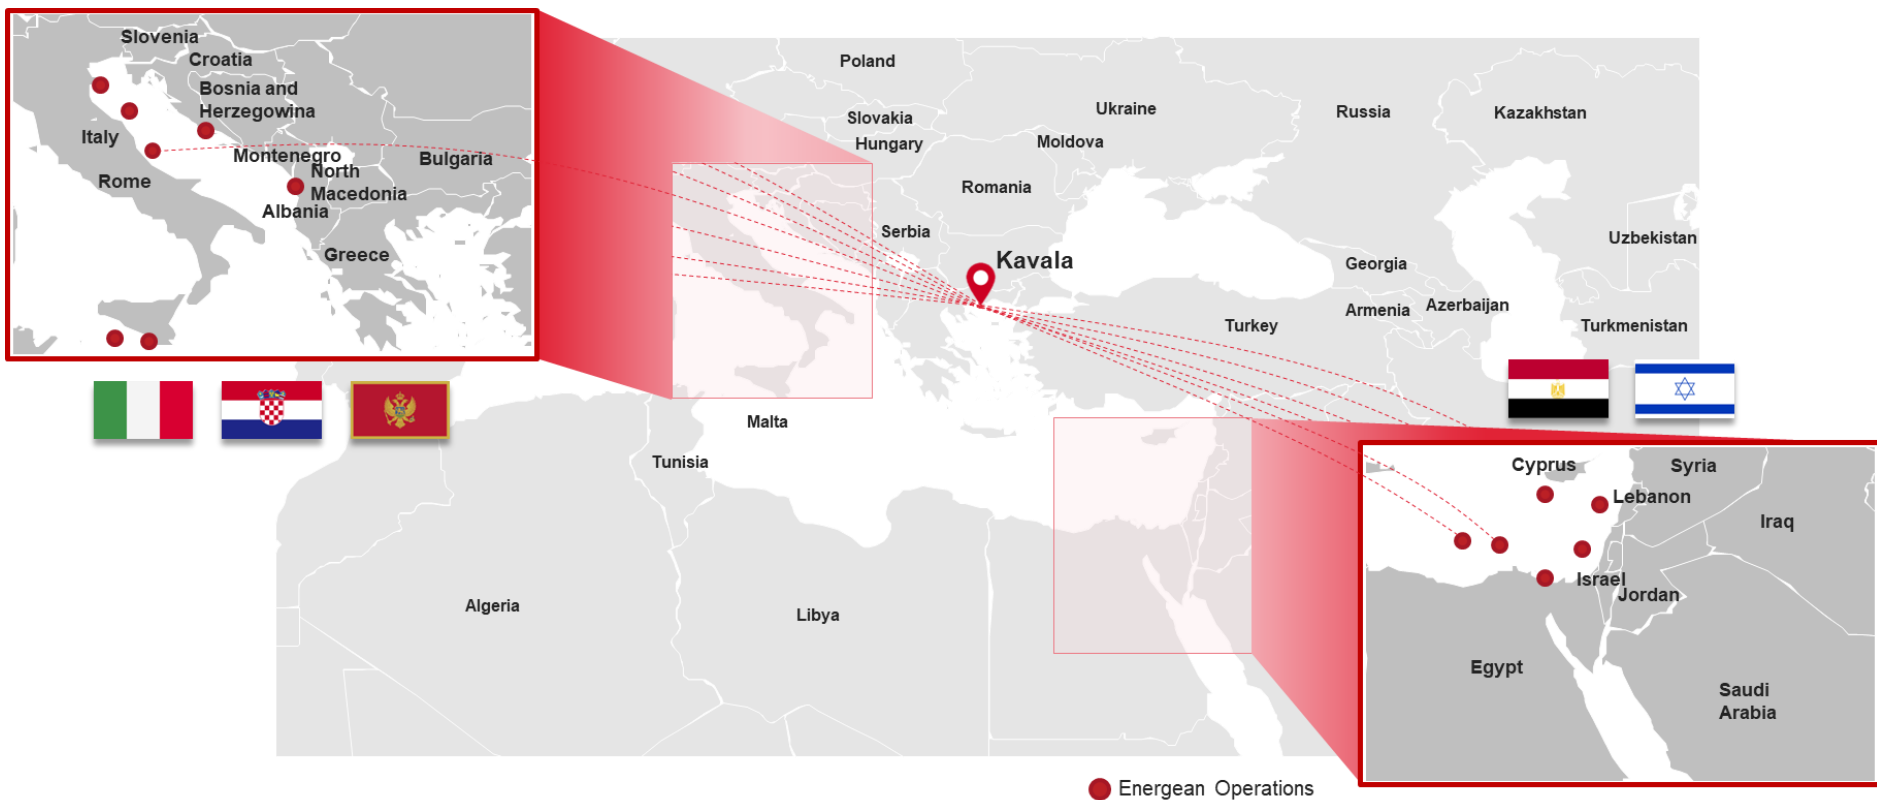 Slovenia
Croatia
Bosnia and
Herzegowina
Italy
Montenegro
Bulgaria
Rome
North
Macedonia
Albania
Greece
Poland
Ukraine
Russia
Kazakhstan
Slovakia
Hungary
Moldova
Romania
Serbia
Uzbekistan
Kavala
Georgia
Armenia
Azerbaijan
Turkey
Turkmenistan
Malta
Tunisia
Algeria
Libya
Cyprus
Syria
Lebanon
Iraq
Israel
Jordan
Egypt
Saudi
Arabia
Energean Operations